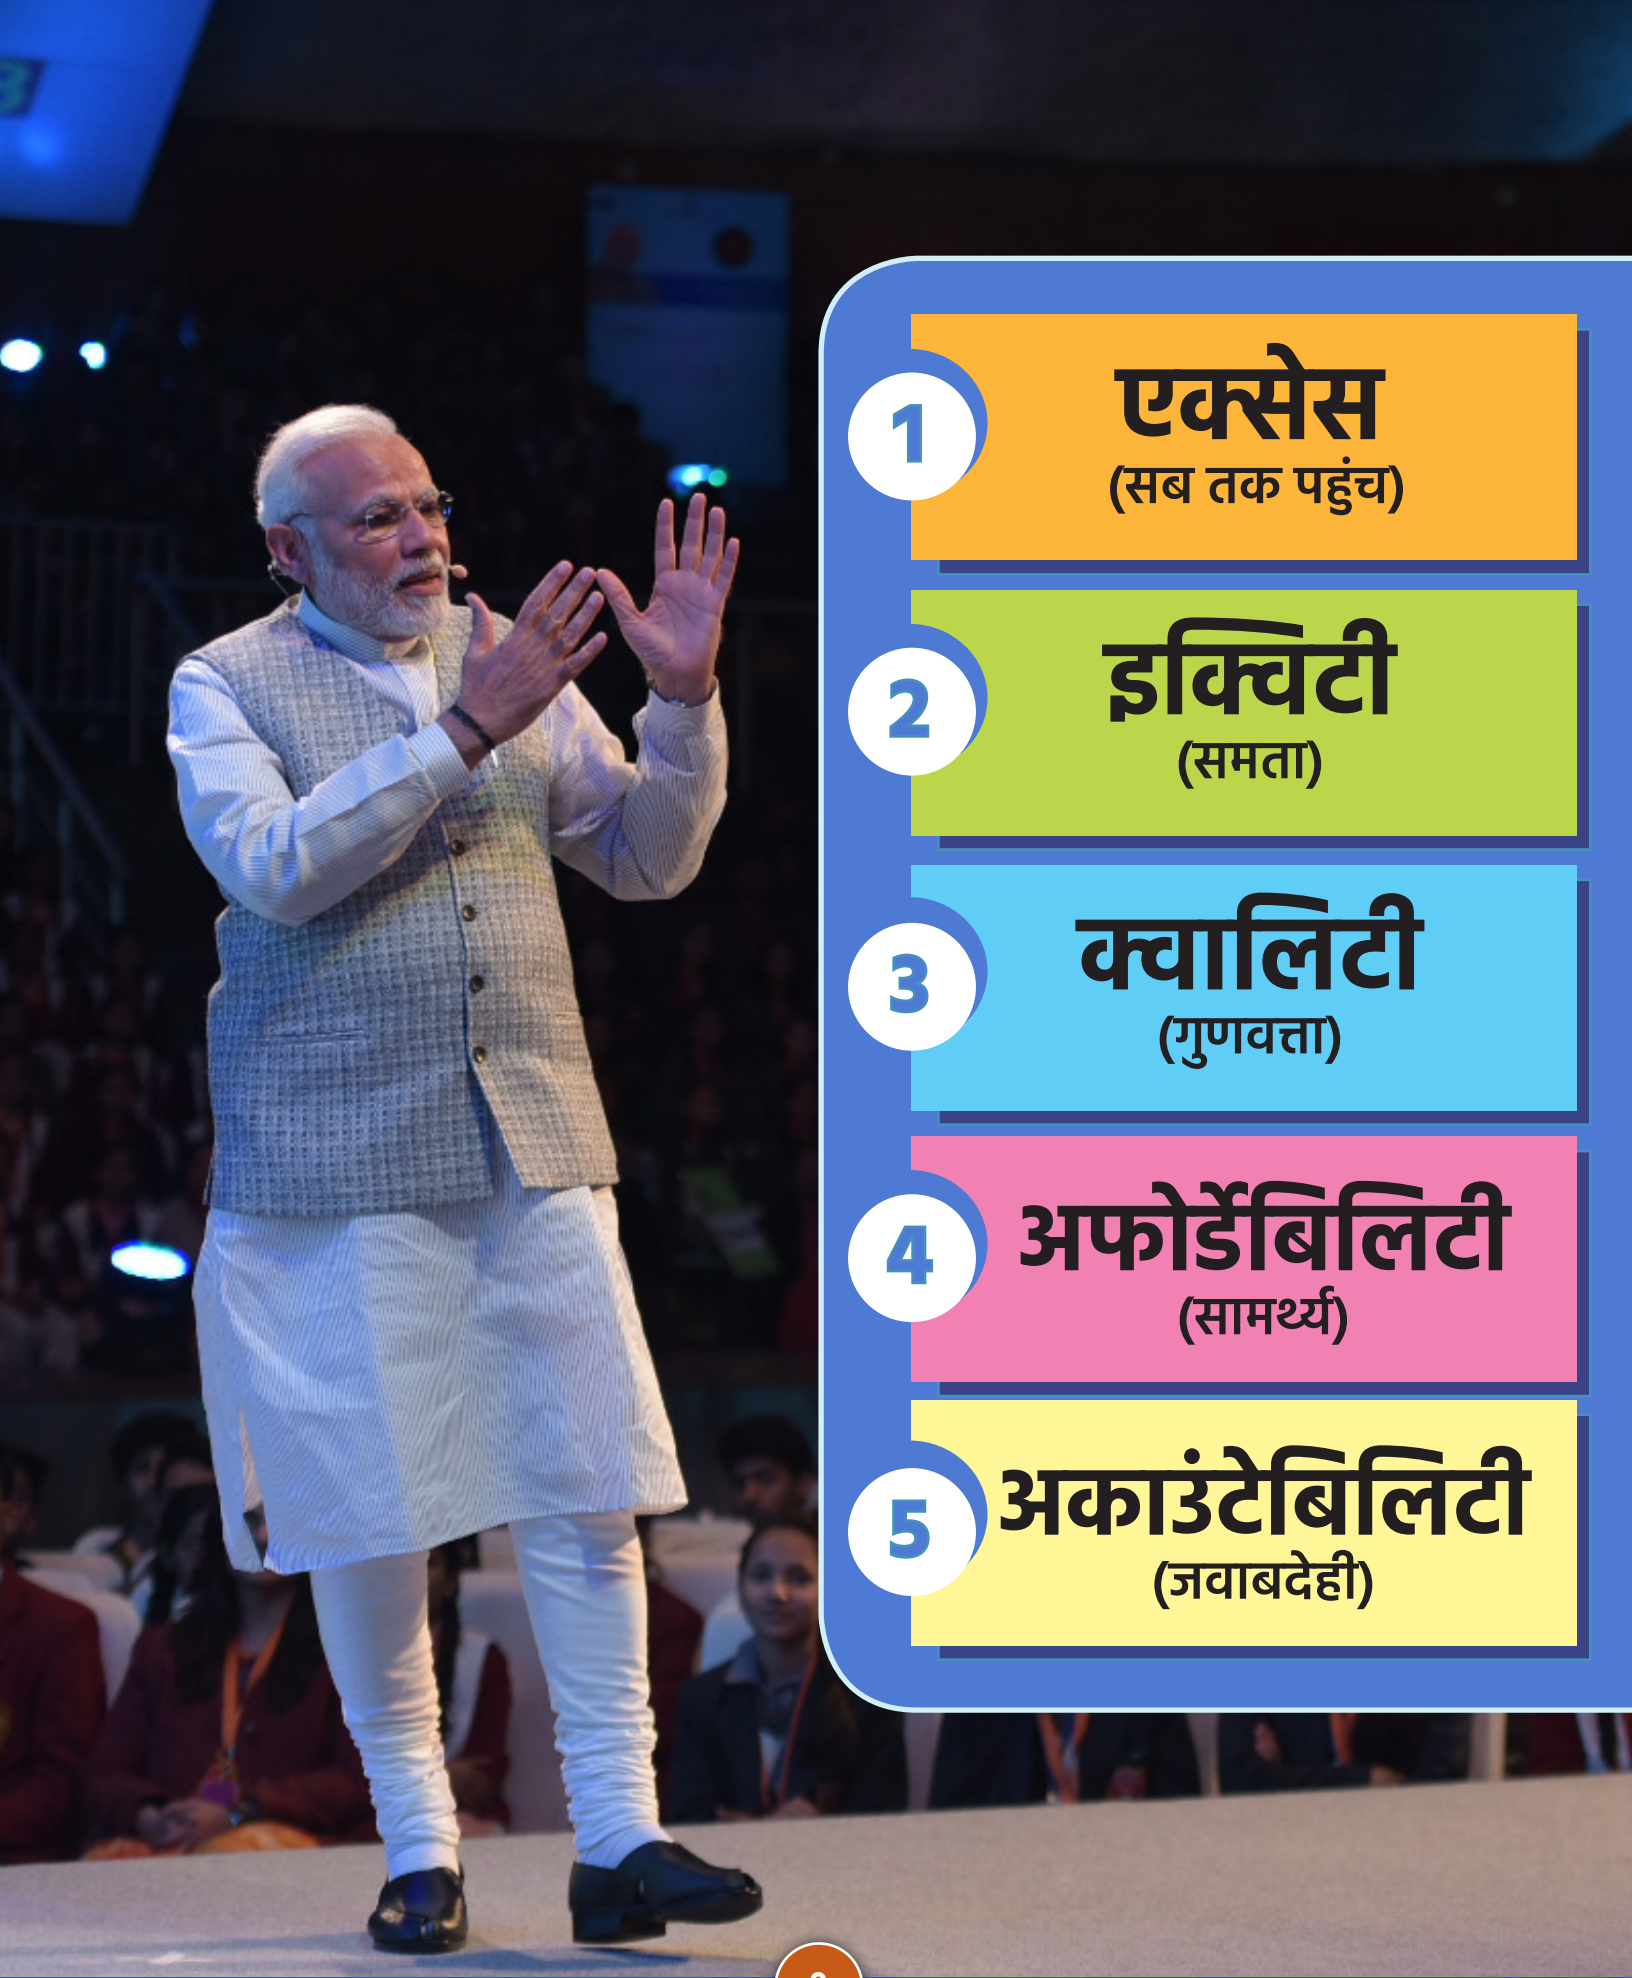 1
एक्सेस
(सब तक पहुंच)
2
इक्विटी
(समता)
3
क्वालिटी
(गुणवत्ता)
4
अफोर्डेबिलिटी
(सामर्थ्य)
5
अकाउंटेबिलिटी
(जवाबदेही)